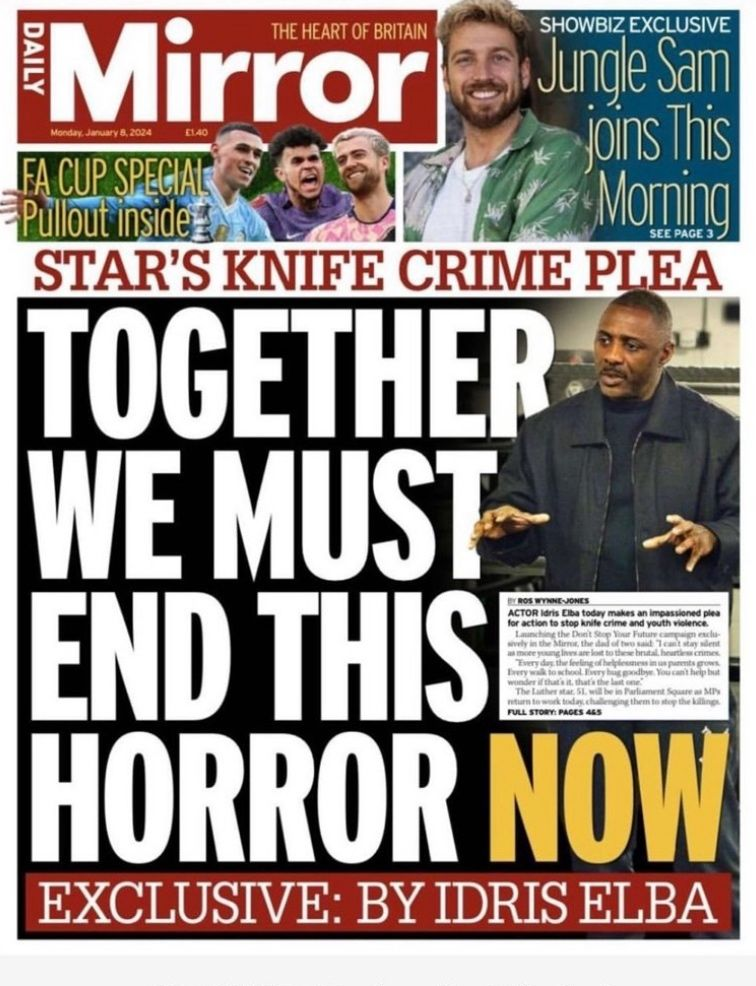 DAILY
Mirror
THE HEART OF BRITAIN
Monday, January 8, 2024 £1.40
SHOWBIZ EXCLUSIVE
Jungle Sam
joins This
Morning
SEE PAGE 3
FA CUP SPECIAL
Pullout inside
STAR'S KNIFE CRIME PLEA
TOGETHER
WE MUST
END THIS
HORROR NOW
BY ROS WYNNE-JONES
ACTOR Idris Elba today makes an impassioned plea
for action to stop knife crime and youth violence.
Launching the Don't Stop Your Future campaign exclu-
sively in the Mirror, the dad of two said: "I can't stay silent
as more young lives are lost to these brutal, heartless crimes.
"Every day, the feeling of helplessness in us parents grows.
Every walk to school. Every hug goodbye. You can't help but
wonder if that's it, that's the last one."
The Luther star, 51, will be in Parliament Square as MPs
return to work today, challenging them to stop the killings.
FULL STORY: PAGES 4&5
EXCLUSIVE: BY IDRIS ELBA